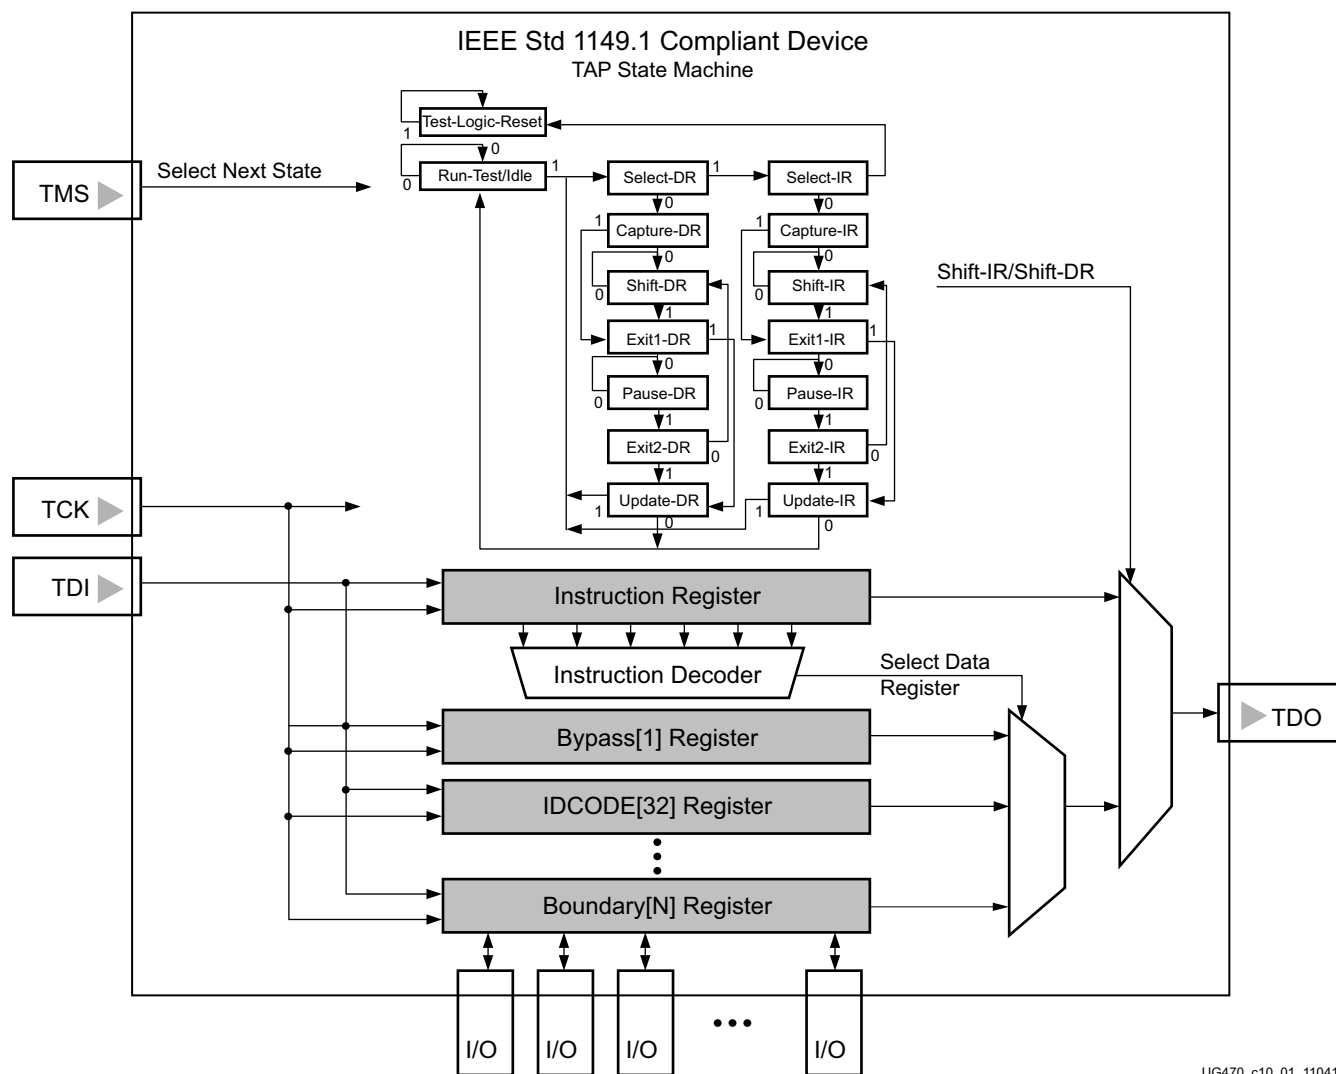 IEEE Std 1149.1 Compliant Device
TAP State Machine
Test-Logic-Reset
1
0
Run-Test/Idle
0
1
Select-DR
1
Select-IR
0
0
1
Capture-DR
1
Capture-IR
0
0
Shift-DR
0
Shift-IR
0
1
1
Exit1-DR
1
Exit1-IR
1
0
0
Pause-DR
0
Pause-IR
0
1
1
Exit2-DR
0
Exit2-IR
0
1
1
Update-DR
1
0
Update-IR
1
0
TMS
Select Next State
Shift-IR/Shift-DR
TCK
TDI
Instruction Register
Instruction Decoder
Select Data
Register
Bypass[1] Register
TDO
IDCODE[32] Register
Boundary[N] Register
I/O
I/O
I/O
I/O
UG470_c10_01_11041